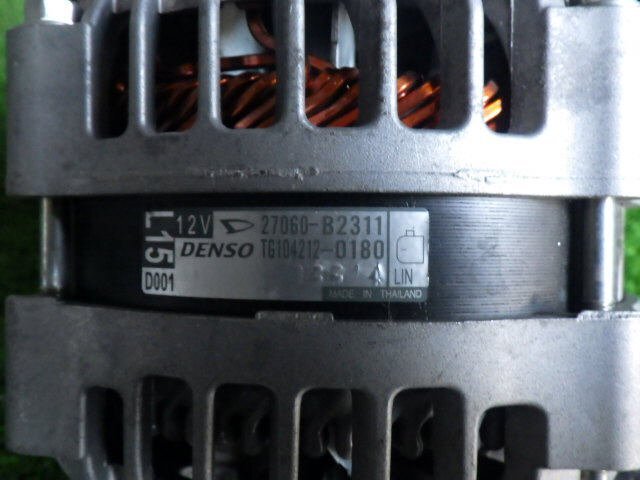 L15
D001
12V 27060-B2311
DENSO TG104212-0180
LIN
MADE IN THAILAND